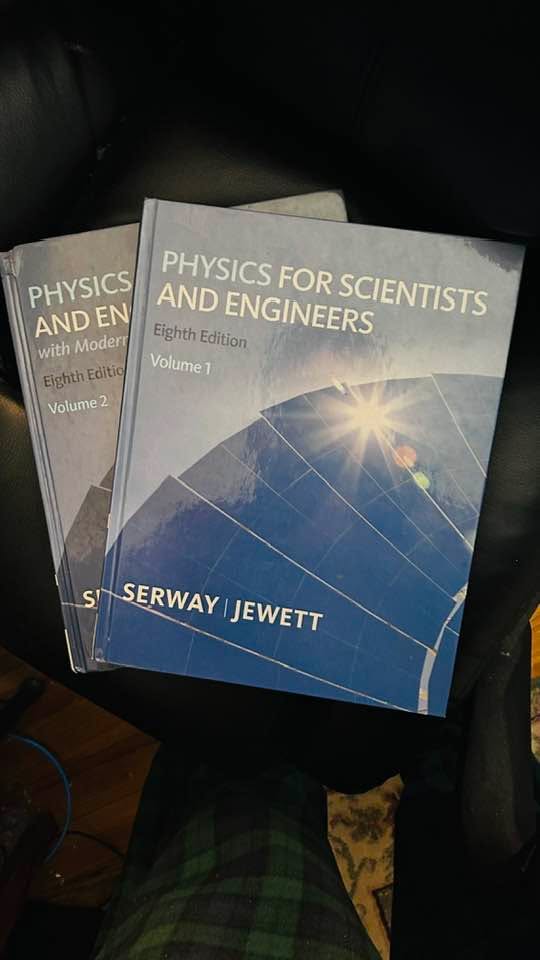 PHYSICS FOR SCIENTISTS
AND ENGINEERS
Eighth Edition
Volume 1
SERWAY | JEWETT
PHYSICS
AND EN
with Modern
Eighth Editio
Volume 2
S